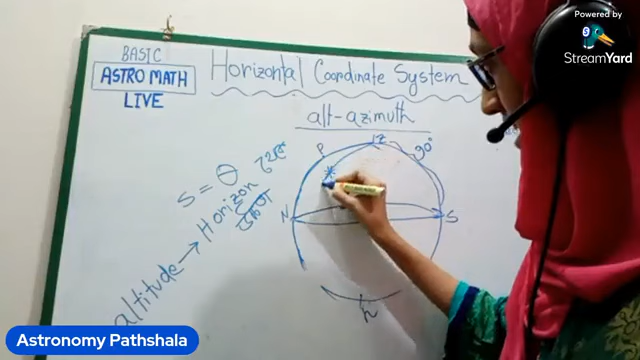 Powered by
StreamYard
BASIC
ASTRO MATH
LIVE
Horizontal Coordinate System
alt-azimuth
P
Z
90°
S = θ
altitude → Horizon থেকে
N
S
n
Astronomy Pathshala